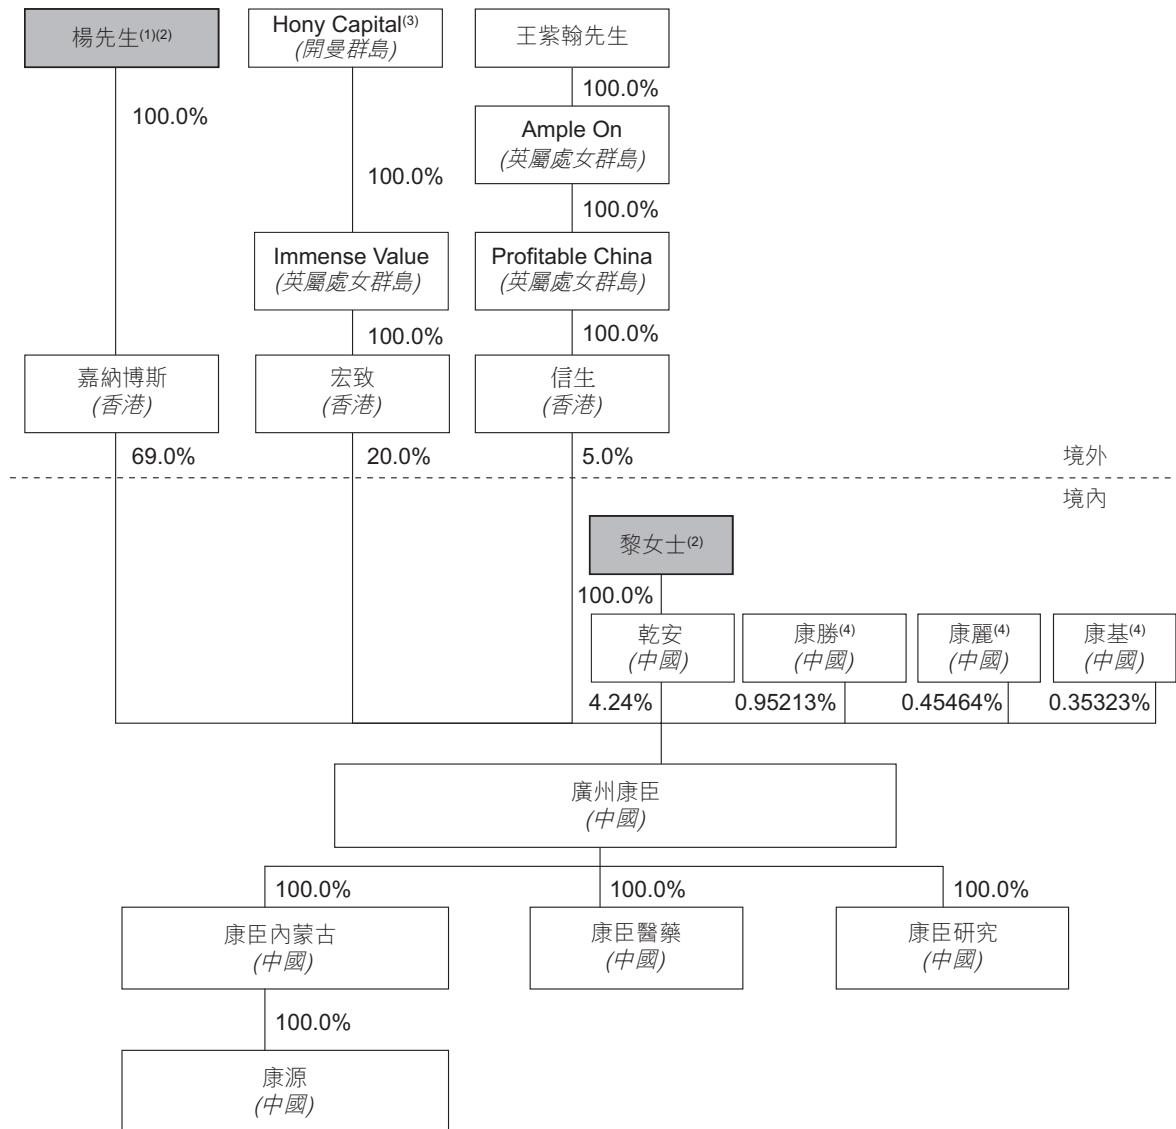 楊先生(1)(2)
Hony Capital(3)
(開曼群島)
王紫翰先生
100.0%
100.0%
Ample On
(英屬處女群島)
100.0%
100.0%
Immense Value
(英屬處女群島)
Profitable China
(英屬處女群島)
100.0%
100.0%
嘉納博斯
(香港)
宏致
(香港)
信生
(香港)
69.0%
20.0%
5.0%
境外
境內
黎女士(2)
100.0%
乾安
(中國)
康勝(4)
(中國)
康麗(4)
(中國)
康基(4)
(中國)
4.24%
0.95213%
0.45464%
0.35323%
廣州康臣
(中國)
100.0%
100.0%
100.0%
康臣內蒙古
(中國)
康臣醫藥
(中國)
康臣研究
(中國)
100.0%
康源
(中國)